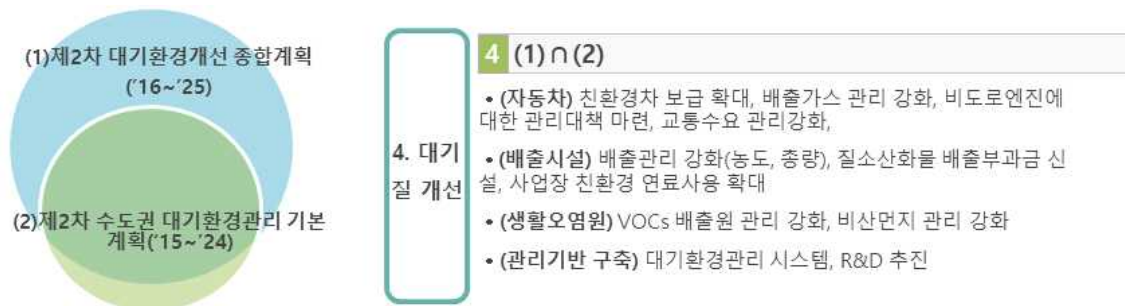 (1)제2차 대기환경개선 종합계획
('16~'25)
(2)제2차 수도권 대기환경관리 기본
계획('15~'24)
4. 대기
질 개선
4 (1)∩(2)
• (자동차) 친환경차 보급 확대, 배출가스 관리 강화, 비도로엔진에
대한 관리대책 마련, 교통수요 관리강화,
• (배출시설) 배출관리 강화(농도, 총량), 질소산화물 배출부과금 신
설, 사업장 친환경 연료사용 확대
• (생활오염원) VOCs 배출원 관리 강화, 비산먼지 관리 강화
• (관리기반 구축) 대기환경관리 시스템, R&D 추진